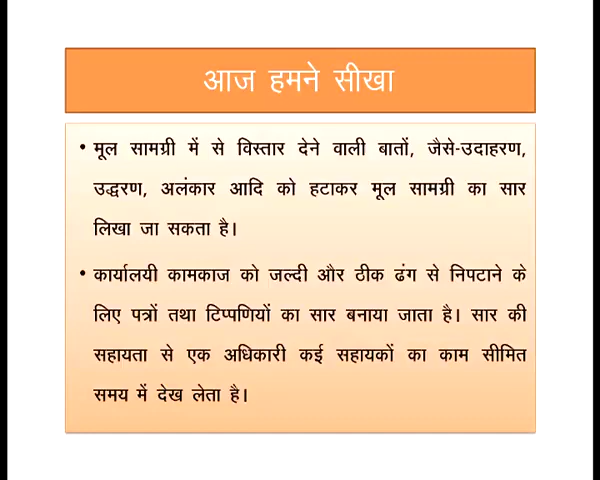 आज हमने सीखा
• मूल सामग्री में से विस्तार देने वाली बातों, जैसे-उदाहरण,
उद्धरण, अलंकार आदि को हटाकर मूल सामग्री का सार
लिखा जा सकता है।
• कार्यालयी कामकाज को जल्दी और ठीक ढंग से निपटाने के
लिए पत्रों तथा टिप्पणियों का सार बनाया जाता है। सार की
सहायता से एक अधिकारी कई सहायकों का काम सीमित
समय में देख लेता है।